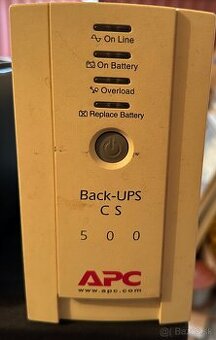 On Line
On Battery
Overload
Replace Battery
Back-UPS
CS
500
APC
www.apc.com